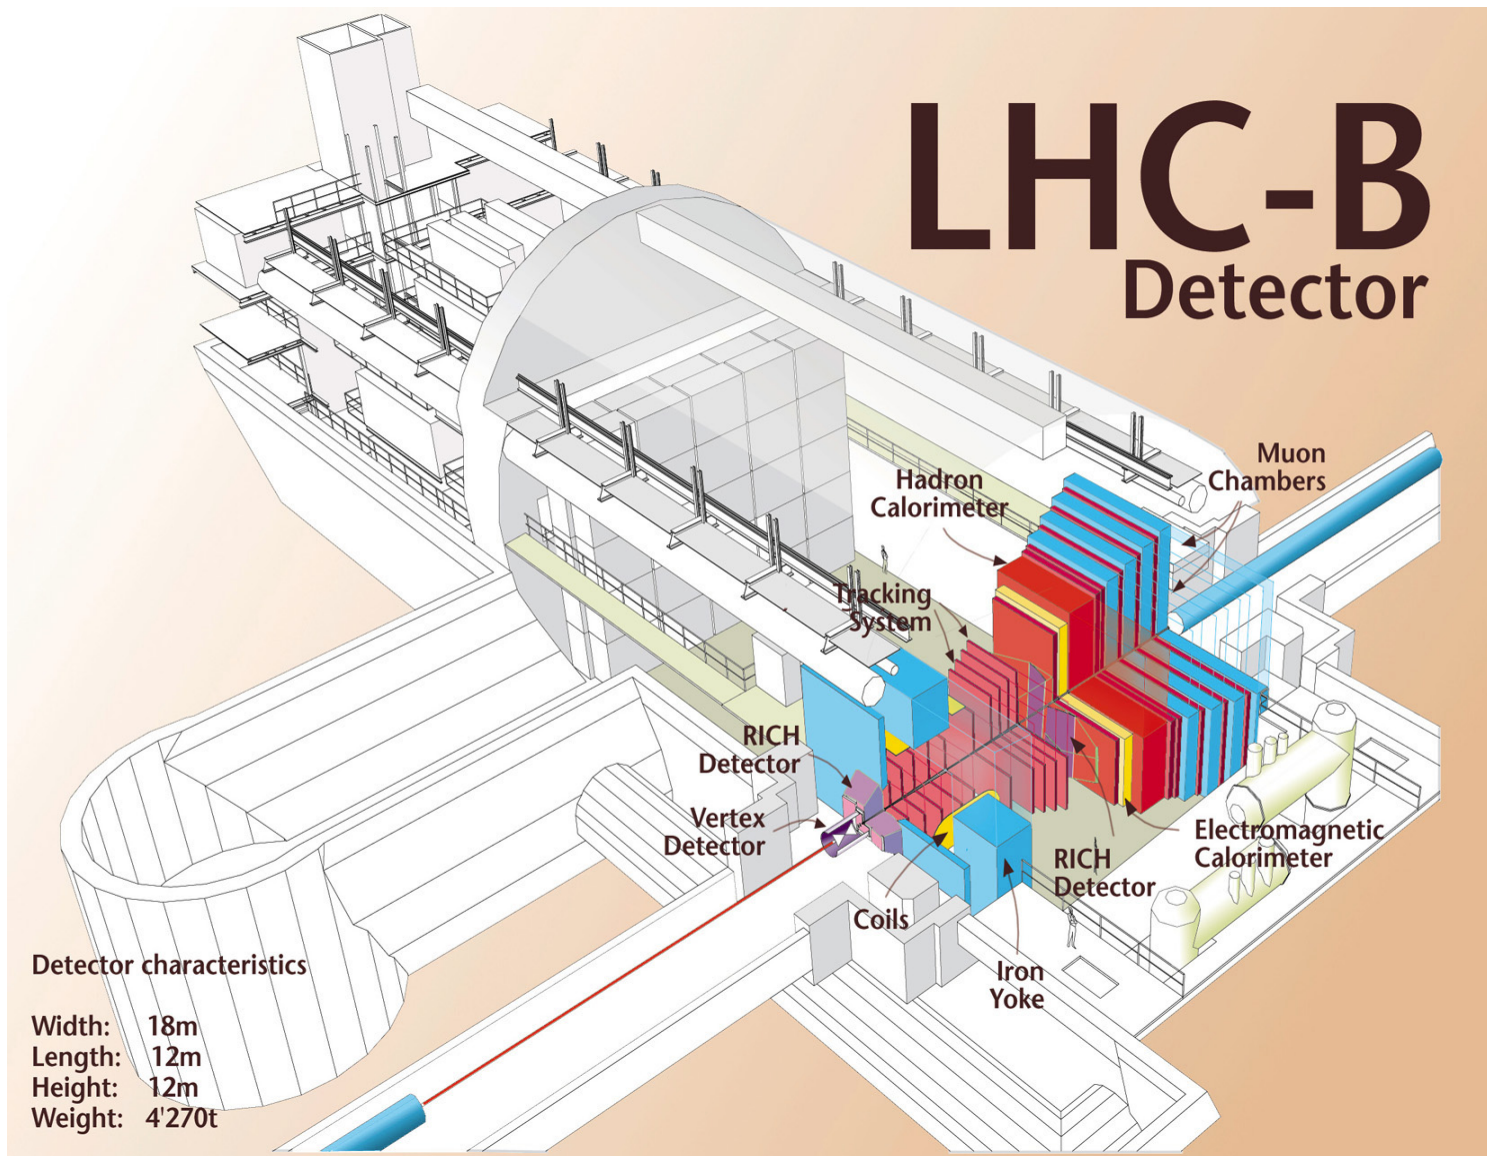 LHC-B
Detector
Muon
Chambers
Hadron
Calorimeter
Tracking
System
RICH
Detector
Vertex
Detector
Electromagnetic
Calorimeter
RICH
Detector
Coils
Iron
Yoke
Detector characteristics
Width: 18m
Length: 12m
Height: 12m
Weight: 4'270t